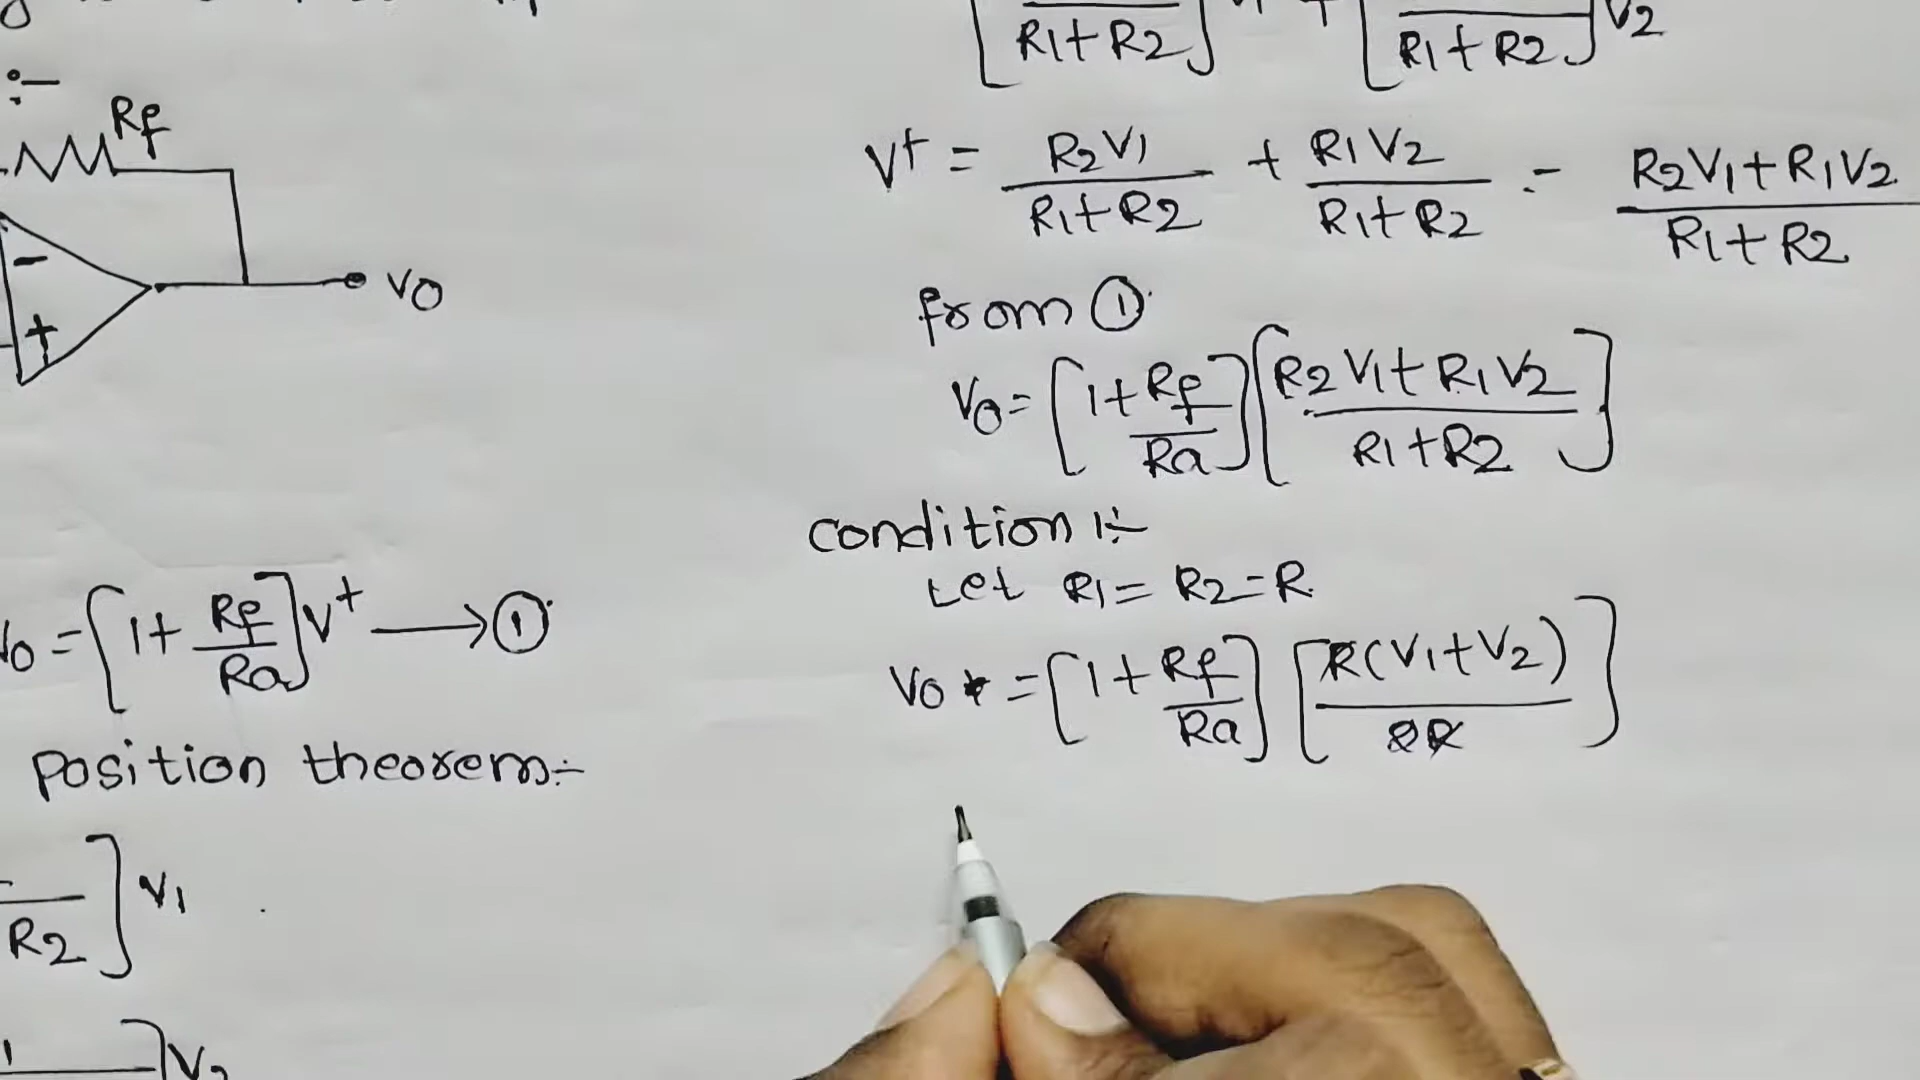 Rf
-
+
VO
Vo = [1 + Rf/Ra] V+ → ①
Position theorem:-
R2] V1
[ /R1+R2] V1 + [ /R1+R2] V2
V+ = R2V1/R1+R2 + R1V2/R1+R2 = R2V1+R1V2/R1+R2
from ①
Vo = [1+Rf/Ra] [R2V1+R1V2/R1+R2]
condition 1:-
Let R1 = R2 = R.
Vo = [1+Rf/Ra] [R(V1+V2)/2R]